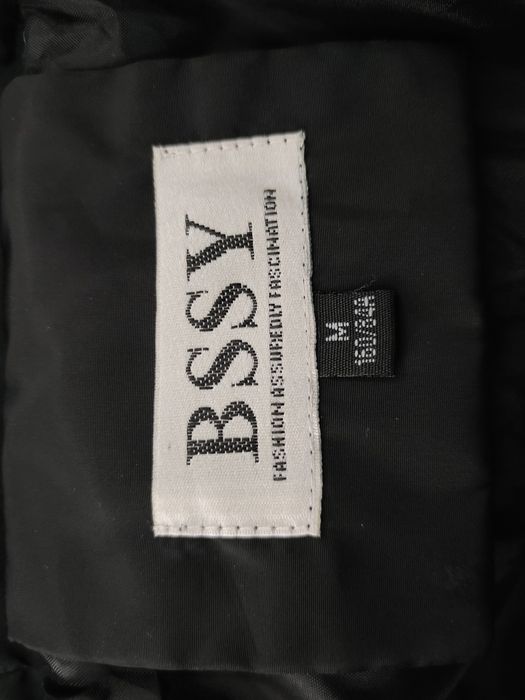 BSSY
FASHION ASSUREDLY FASCINATION
M
160/84A